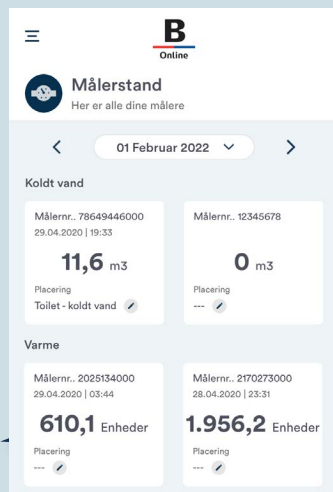 B
Online
Målerstand
Her er alle dine målere
01 Februar 2022
Koldt vand
Målernr.. 78649446000
29.04.2020 | 19:33
11,6 m3
Placering
Toilet - koldt vand
Målernr.. 12345678
0 m3
Placering
---
Varme
Målernr.. 2025134000
29.04.2020 | 03:44
610,1 Enheder
Placering
---
Målernr.. 2170273000
28.04.2020 | 23:31
1.956,2 Enheder
Placering
---